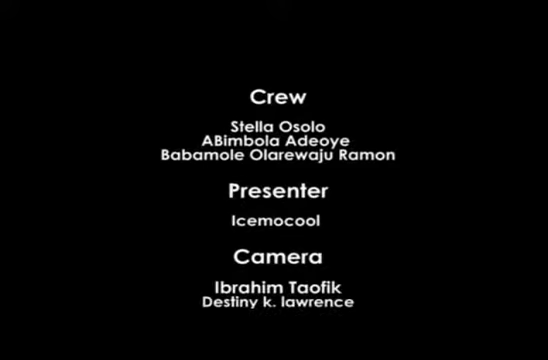 Crew
Stella Osolo
ABimbola Adeoye
Babamole Olarewaju Ramon
Presenter
Icemocool
Camera
Ibrahim Taofik
Destiny k. lawrence